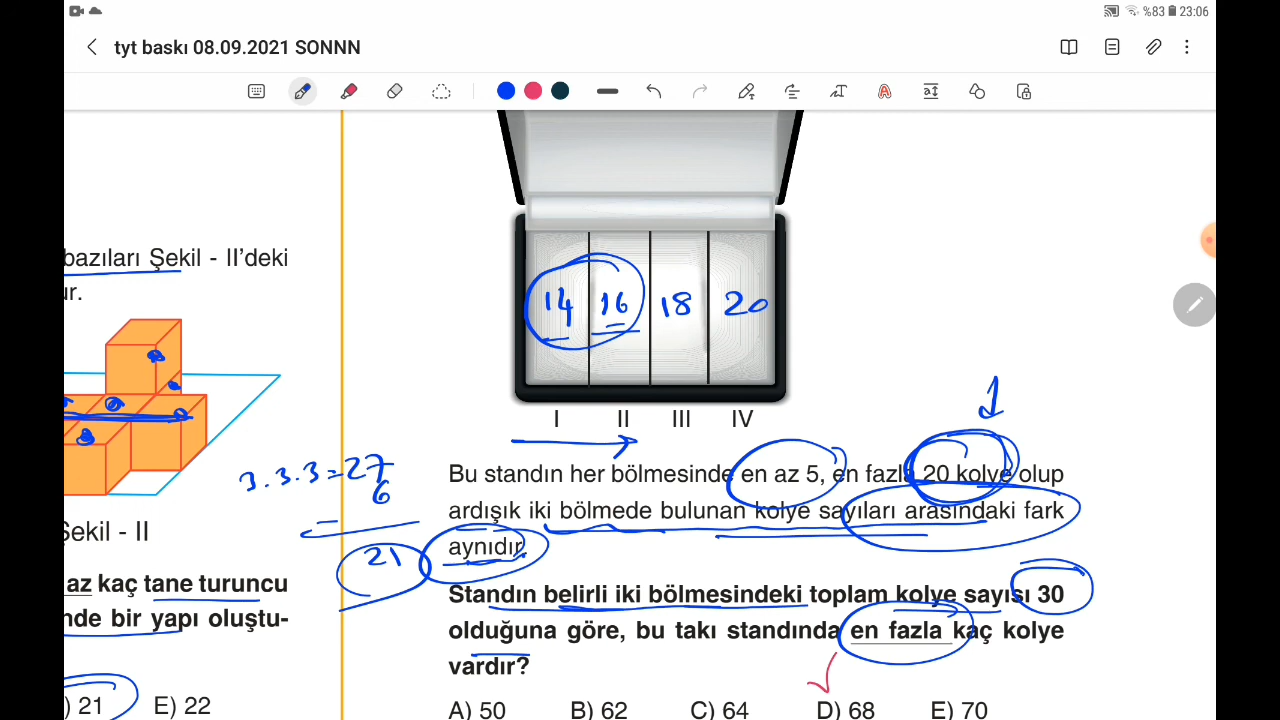 %83 23:06
tyt baskı 08.09.2021 SONNN
bazıları Şekil - II'deki
ur.
14 16 18 20
I II III IV
3.3.3=27
6
21
Şekil - II
az kaç tane turuncu
nde bir yapı oluştu-
) 21 E) 22
Bu standın her bölmesinde en az 5, en fazla 20 kolye olup
ardışık iki bölmede bulunan kolye sayıları arasındaki fark
aynıdır.
Standın belirli iki bölmesindeki toplam kolye sayısı 30
olduğuna göre, bu takı standında en fazla kaç kolye
vardır?
A) 50 B) 62 C) 64 D) 68 E) 70